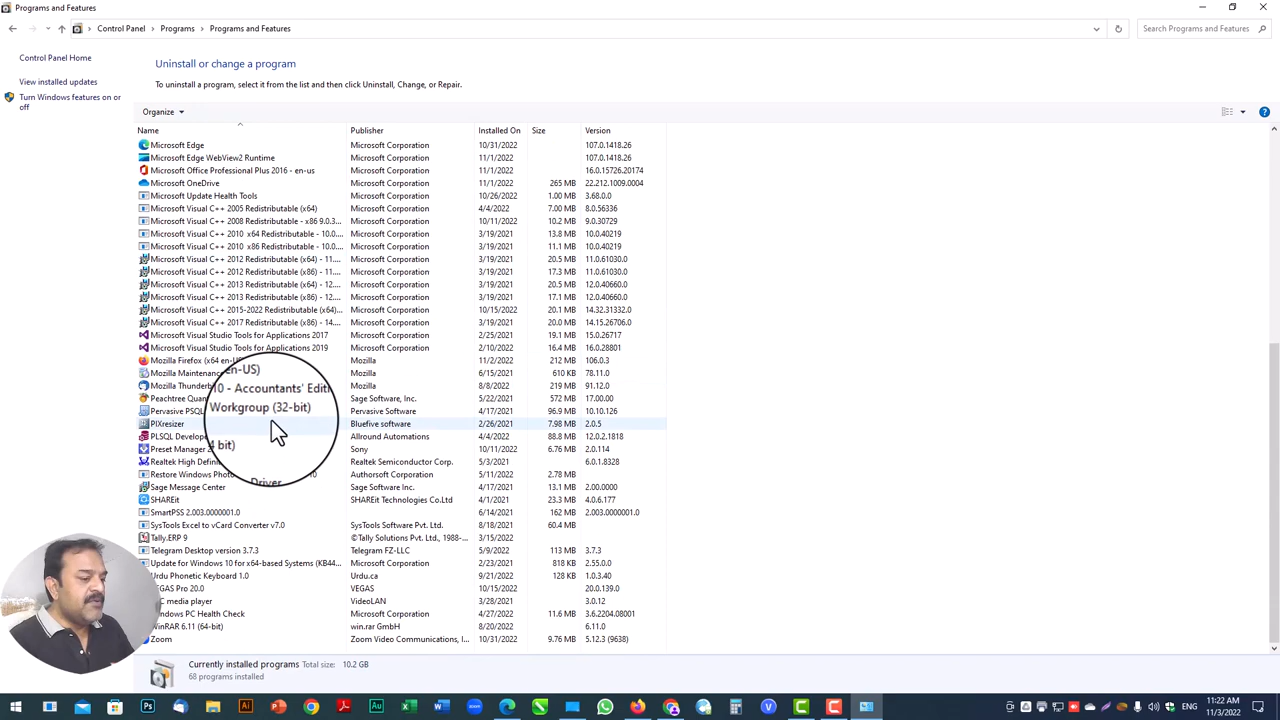 Programs and Features
Control Panel > Programs > Programs and Features
Search Programs and Features
Control Panel Home
View installed updates
Turn Windows features on or off
Uninstall or change a program
To uninstall a program, select it from the list and then click Uninstall, Change, or Repair.
Organize
Name Publisher Installed On Size Version
Microsoft Edge Microsoft Corporation 10/31/2022 107.0.1418.26
Microsoft Edge WebView2 Runtime Microsoft Corporation 11/1/2022 107.0.1418.26
Microsoft Office Professional Plus 2016 - en-us Microsoft Corporation 11/1/2022 16.0.15726.20174
Microsoft OneDrive Microsoft Corporation 11/1/2022 265 MB 22.212.1009.0004
Microsoft Update Health Tools Microsoft Corporation 10/26/2022 1.00 MB 3.68.0.0
Microsoft Visual C++ 2005 Redistributable (x64) Microsoft Corporation 4/4/2022 7.00 MB 8.0.56336
Microsoft Visual C++ 2008 Redistributable - x86 9.0.3... Microsoft Corporation 10/11/2022 10.2 MB 9.0.30729
Microsoft Visual C++ 2010 x64 Redistributable - 10.0.... Microsoft Corporation 3/19/2021 13.8 MB 10.0.40219
Microsoft Visual C++ 2010 x86 Redistributable - 10.0.... Microsoft Corporation 3/19/2021 11.1 MB 10.0.40219
Microsoft Visual C++ 2012 Redistributable (x64) - 11.... Microsoft Corporation 3/19/2021 20.5 MB 11.0.61030.0
Microsoft Visual C++ 2012 Redistributable (x86) - 11.... Microsoft Corporation 3/19/2021 17.3 MB 11.0.61030.0
Microsoft Visual C++ 2013 Redistributable (x64) - 12.... Microsoft Corporation 3/19/2021 20.5 MB 12.0.40660.0
Microsoft Visual C++ 2013 Redistributable (x86) - 12.... Microsoft Corporation 3/19/2021 17.1 MB 12.0.40660.0
Microsoft Visual C++ 2015-2022 Redistributable (x64)... Microsoft Corporation 10/15/2022 20.1 MB 14.32.31332.0
Microsoft Visual C++ 2017 Redistributable (x86) - 14.... Microsoft Corporation 3/19/2021 20.1 MB 14.15.26706.0
Microsoft Visual Studio Tools for Applications 2017 Microsoft Corporation 2/25/2021 19.1 MB 15.0.26717
Microsoft Visual Studio Tools for Applications 2019 Microsoft Corporation 3/19/2021 10.2 MB 16.0.28801
Mozilla Firefox (x64 en-U Mozilla 11/2/2022 212 MB 106.0.3
Mozilla Maintenan Mozilla 6/15/2021 610 KB 78.11.0
Mozilla Thunderb Mozilla 8/8/2022 219 MB 91.12.0
Peachtree Quan Sage Software, Inc. 4/17/2021 572 MB 17.00.00
Pervasive PSQL Pervasive Software 4/17/2021 96.9 MB 10.10.126
PIXresizer Bluefive software 2/26/2021 7.98 MB 2.0.5
PLSQL Develope Allround Automations 4/4/2022 88.8 MB 12.0.2.1818
Preset Manager 2 Sony 10/11/2022 6.76 MB 2.0.114
Realtek High Defini Realtek Semiconductor Corp. 5/3/2021 6.0.1.8328
Restore Windows Photo 10 Authorsoft Corporation 5/11/2022 2.78 MB
Sage Message Center Sage Software Inc. 4/17/2021 13.1 MB 2.00.0000
SHAREit SHAREit Technologies Co.Ltd 4/1/2021 23.3 MB 4.0.6.177
SmartPSS 2.003.0000001.0 6/14/2021 162 MB 2.003.0000001.0
SysTools Excel to vCard Converter v7.0 SysTools Software Pvt. Ltd. 8/18/2021 60.4 MB
Tally.ERP 9 ©Tally Solutions Pvt. Ltd., 1988-... 3/15/2022
Telegram Desktop version 3.7.3 Telegram FZ-LLC 5/9/2022 113 MB 3.7.3
Update for Windows 10 for x64-based Systems (KB44... Microsoft Corporation 2/23/2021 818 KB 2.55.0.0
Urdu Phonetic Keyboard 1.0 Urdu.ca 9/21/2022 128 KB 1.0.3.40
VEGAS Pro 20.0 VEGAS 10/15/2022 20.0.139.0
C media player VideoLAN 3/28/2021 3.0.12
indows PC Health Check Microsoft Corporation 4/27/2022 11.6 MB 3.6.2204.08001
WinRAR 6.11 (64-bit) win.rar GmbH 6/15/2022 6.11.0
Zoom Zoom Video Communications, I... 10/31/2022 9.76 MB 5.12.3 (9638)
en-US)
10 - Accountants' Editi
Workgroup (32-bit)
4 bit)
Driver
Currently installed programs Total size: 10.2 GB
68 programs installed
11:22 AM
11/3/2022